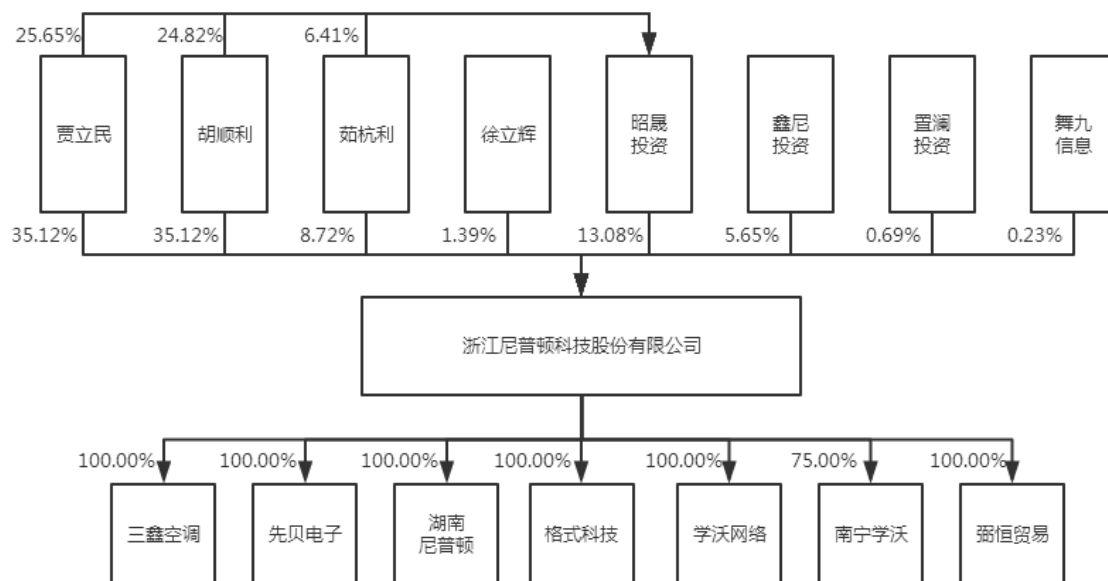 25.65%
24.82%
6.41%
贾立民
胡顺利
茹杭利
徐立辉
昭晟
投资
鑫尼
投资
置澜
投资
舞九
信息
35.12%
35.12%
8.72%
1.39%
13.08%
5.65%
0.69%
0.23%
浙江尼普顿科技股份有限公司
100.00%
100.00%
100.00%
100.00%
100.00%
75.00%
100.00%
三鑫空调
先贝电子
湖南
尼普顿
格式科技
学沃网络
南宁学沃
弼恒贸易